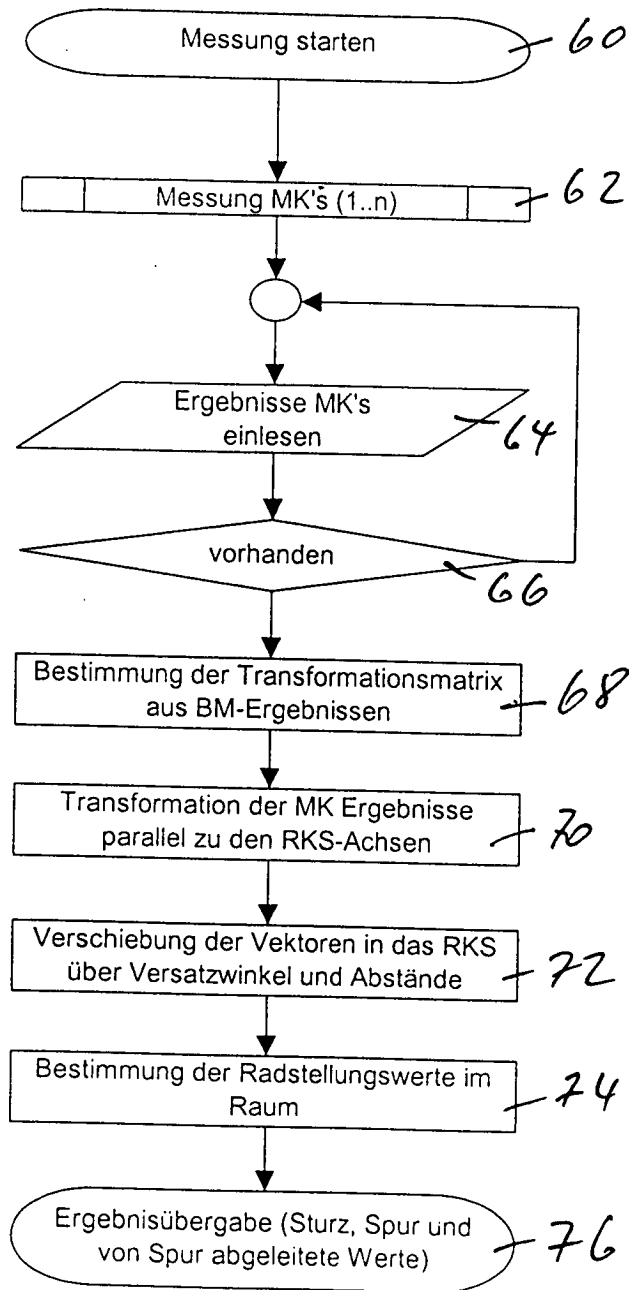 Messung starten
60
Messung MK's (1..n)
62
Ergebnisse MK's
einlesen
64
vorhanden
66
Bestimmung der Transformationsmatrix
aus BM-Ergebnissen
68
Transformation der MK Ergebnisse
parallel zu den RKS-Achsen
70
Verschiebung der Vektoren in das RKS
über Versatzwinkel und Abstände
72
Bestimmung der Radstellungswerte im
Raum
74
Ergebnisübergabe (Sturz, Spur und
von Spur abgeleitete Werte)
76